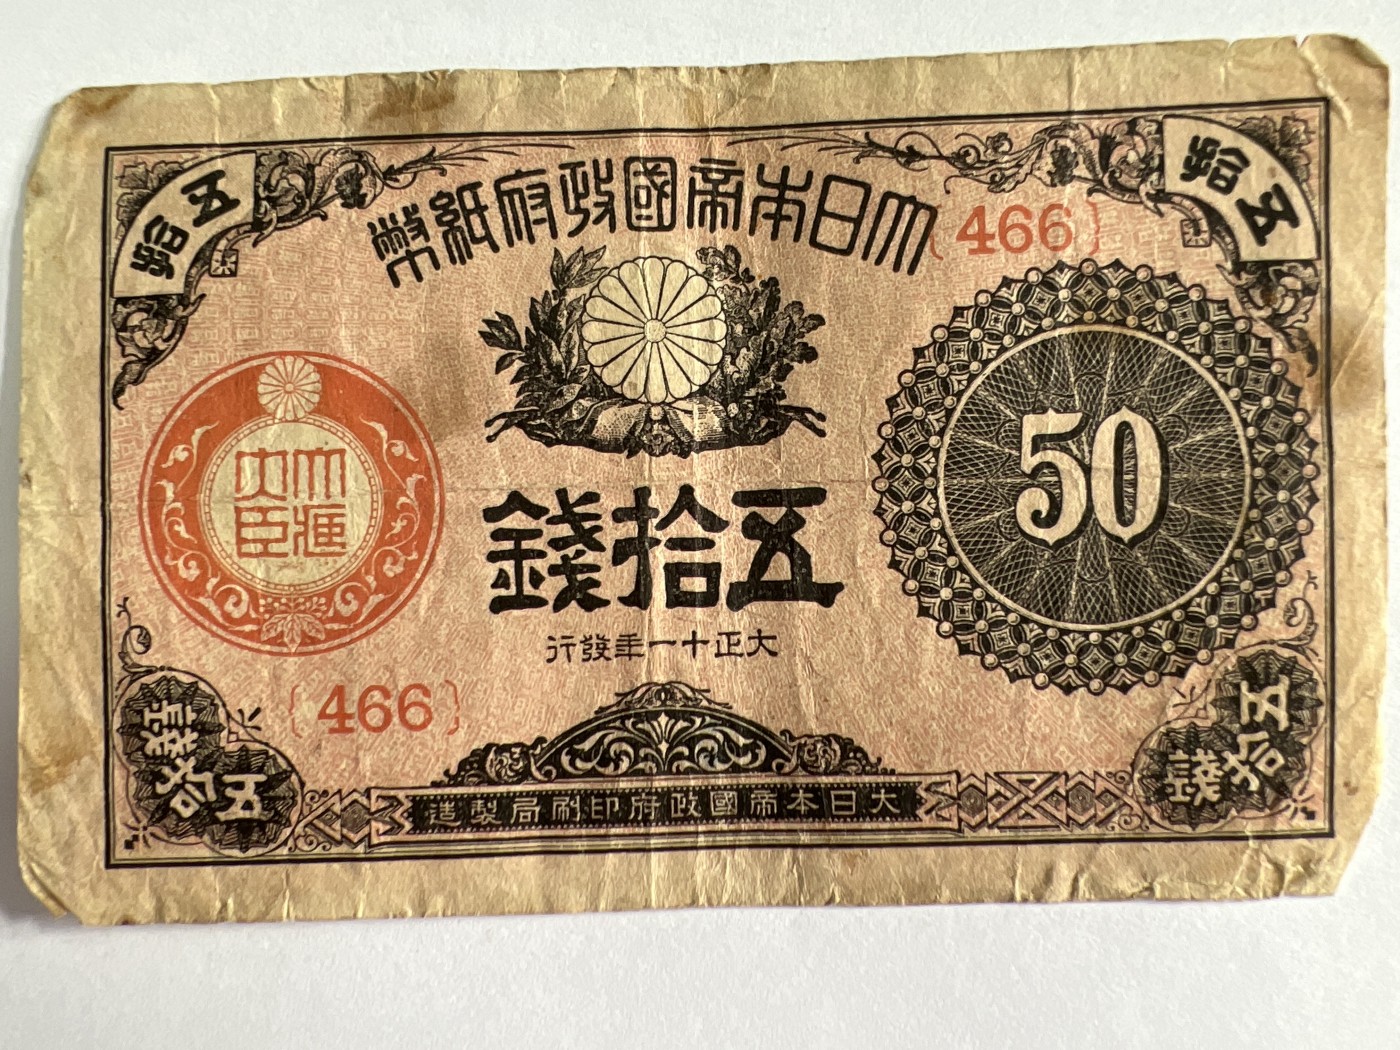 五拾
五拾
大日本帝國政府紙幣
{466}
50
大藏
大臣
五拾錢
大正十一年發行
{466}
五拾錢
五拾錢
大日本帝國政府印刷局製造